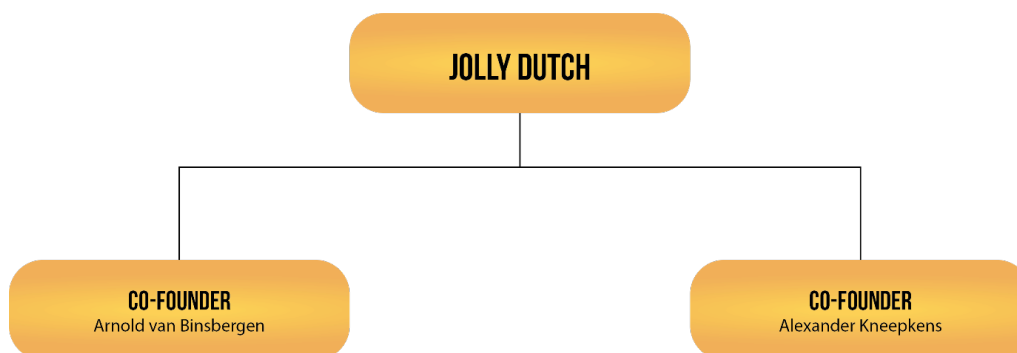 JOLLY DUTCH
CO-FOUNDER
Arnold van Binsbergen
CO-FOUNDER
Alexander Kneepkens